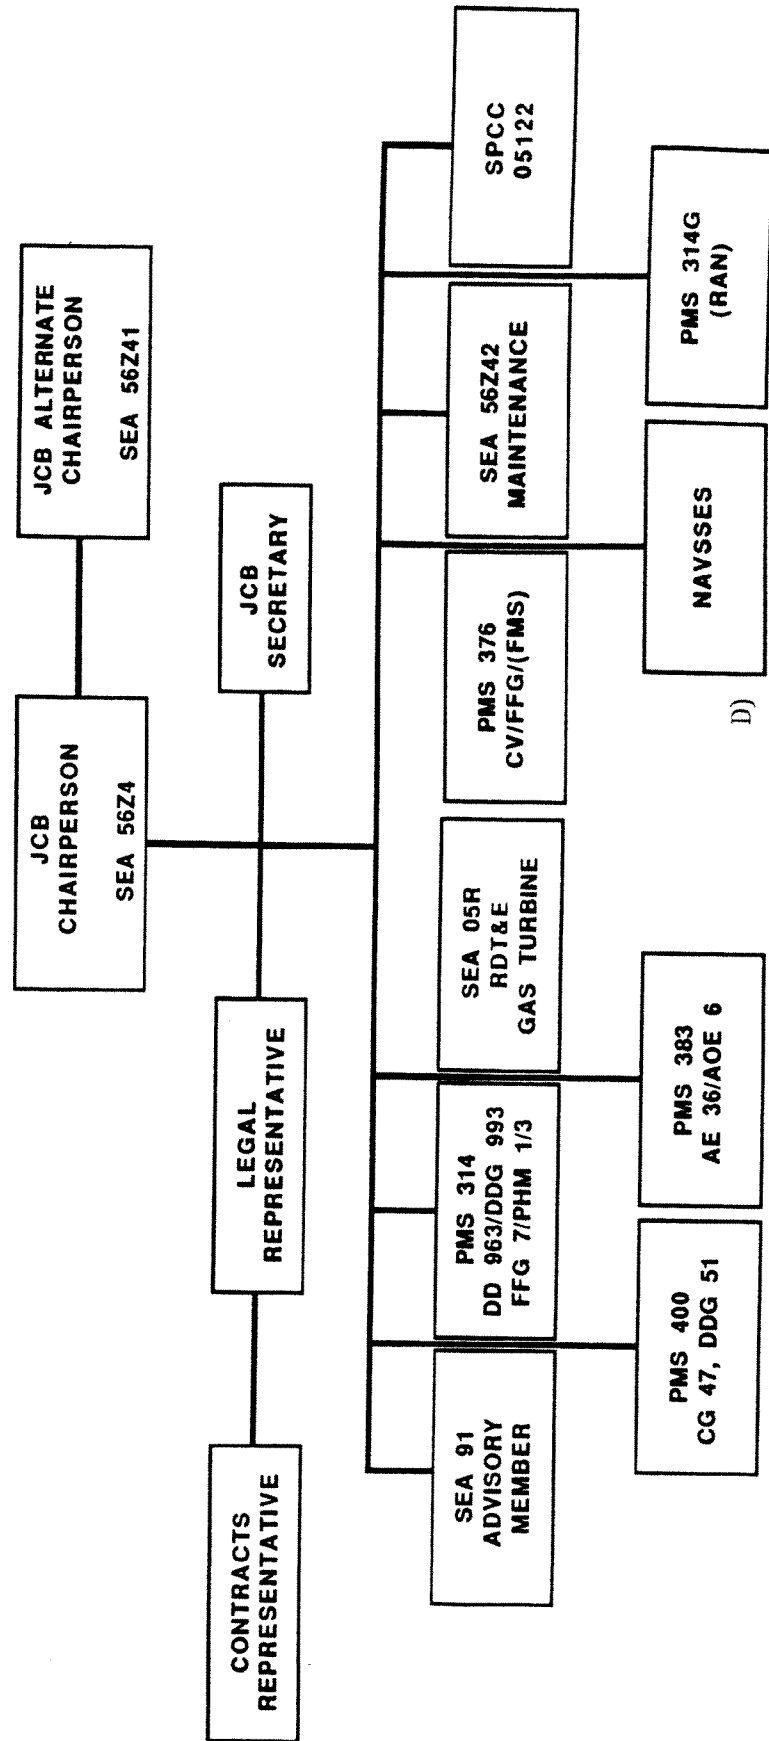 JCB
CHAIRPERSON
SEA 56Z4
JCB ALTERNATE
CHAIRPERSON
SEA 56Z41
CONTRACTS
REPRESENTATIVE
LEGAL
REPRESENTATIVE
JCB
SECRETARY
SEA 91
ADVISORY
MEMBER
PMS 314
DD 963/DDG 993
FFG 7/PHM 1/3
SEA 05R
RDT&E
GAS TURBINE
PMS 376
CV/FFG/(FMS)
SEA 56Z42
MAINTENANCE
SPCC
05122
PMS 400
CG 47, DDG 51
PMS 383
AE 36/AOE 6
NAVSSES
PMS 314G
(RAN)
D)